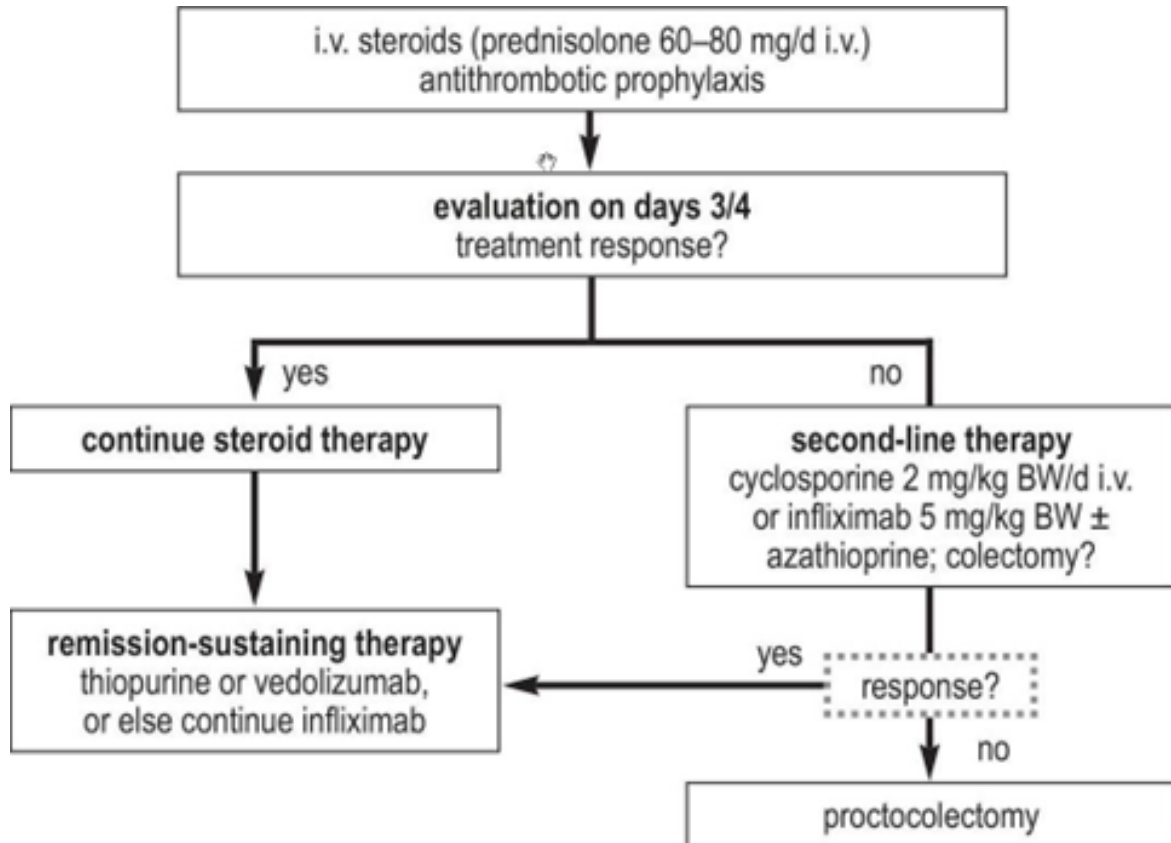 i.v. steroids (prednisolone 60–80 mg/d i.v.)
antithrombotic prophylaxis
evaluation on days 3/4
treatment response?
yes
no
continue steroid therapy
second-line therapy
cyclosporine 2 mg/kg BW/d i.v.
or infliximab 5 mg/kg BW ±
azathioprine; colectomy?
remission-sustaining therapy
thiopurine or vedolizumab,
or else continue infliximab
yes
response?
no
proctocolectomy